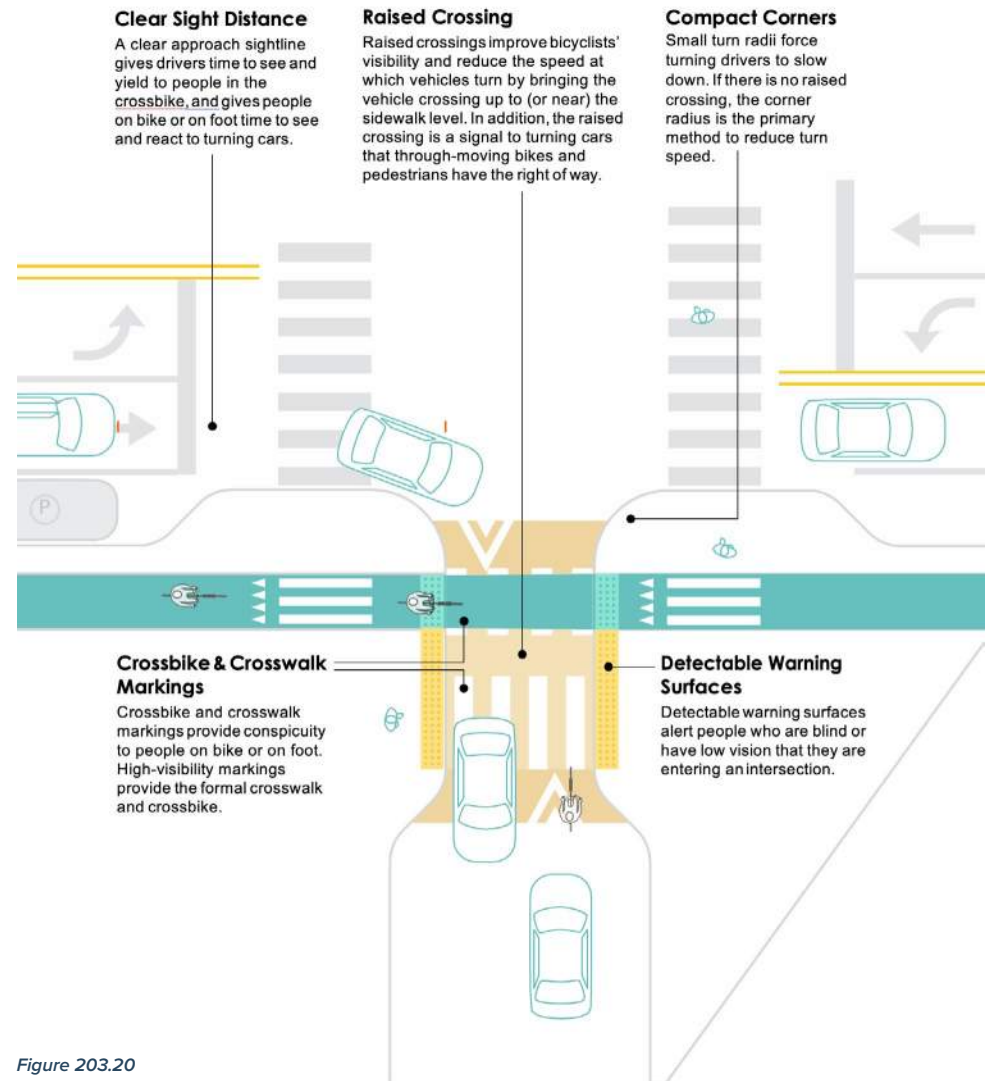 Clear Sight Distance
A clear approach sightline
gives drivers time to see and
yield to people in the
crossbike, and gives people
on bike or on foot time to see
and react to turning cars.
Raised Crossing
Raised crossings improve bicyclists'
visibility and reduce the speed at
which vehicles turn by bringing the
vehicle crossing up to (or near) the
sidewalk level. In addition, the raised
crossing is a signal to turning cars
that through-moving bikes and
pedestrians have the right of way.
Compact Corners
Small turn radii force
turning drivers to slow
down. If there is no raised
crossing, the corner
radius is the primary
method to reduce turn
speed.
P
Crossbike & Crosswalk
Markings
Crossbike and crosswalk
markings provide conspicuity
to people on bike or on foot.
High-visibility markings
provide the formal crosswalk
and crossbike.
Detectable Warning
Surfaces
Detectable warning surfaces
alert people who are blind or
have low vision that they are
entering an intersection.
Figure 203.20